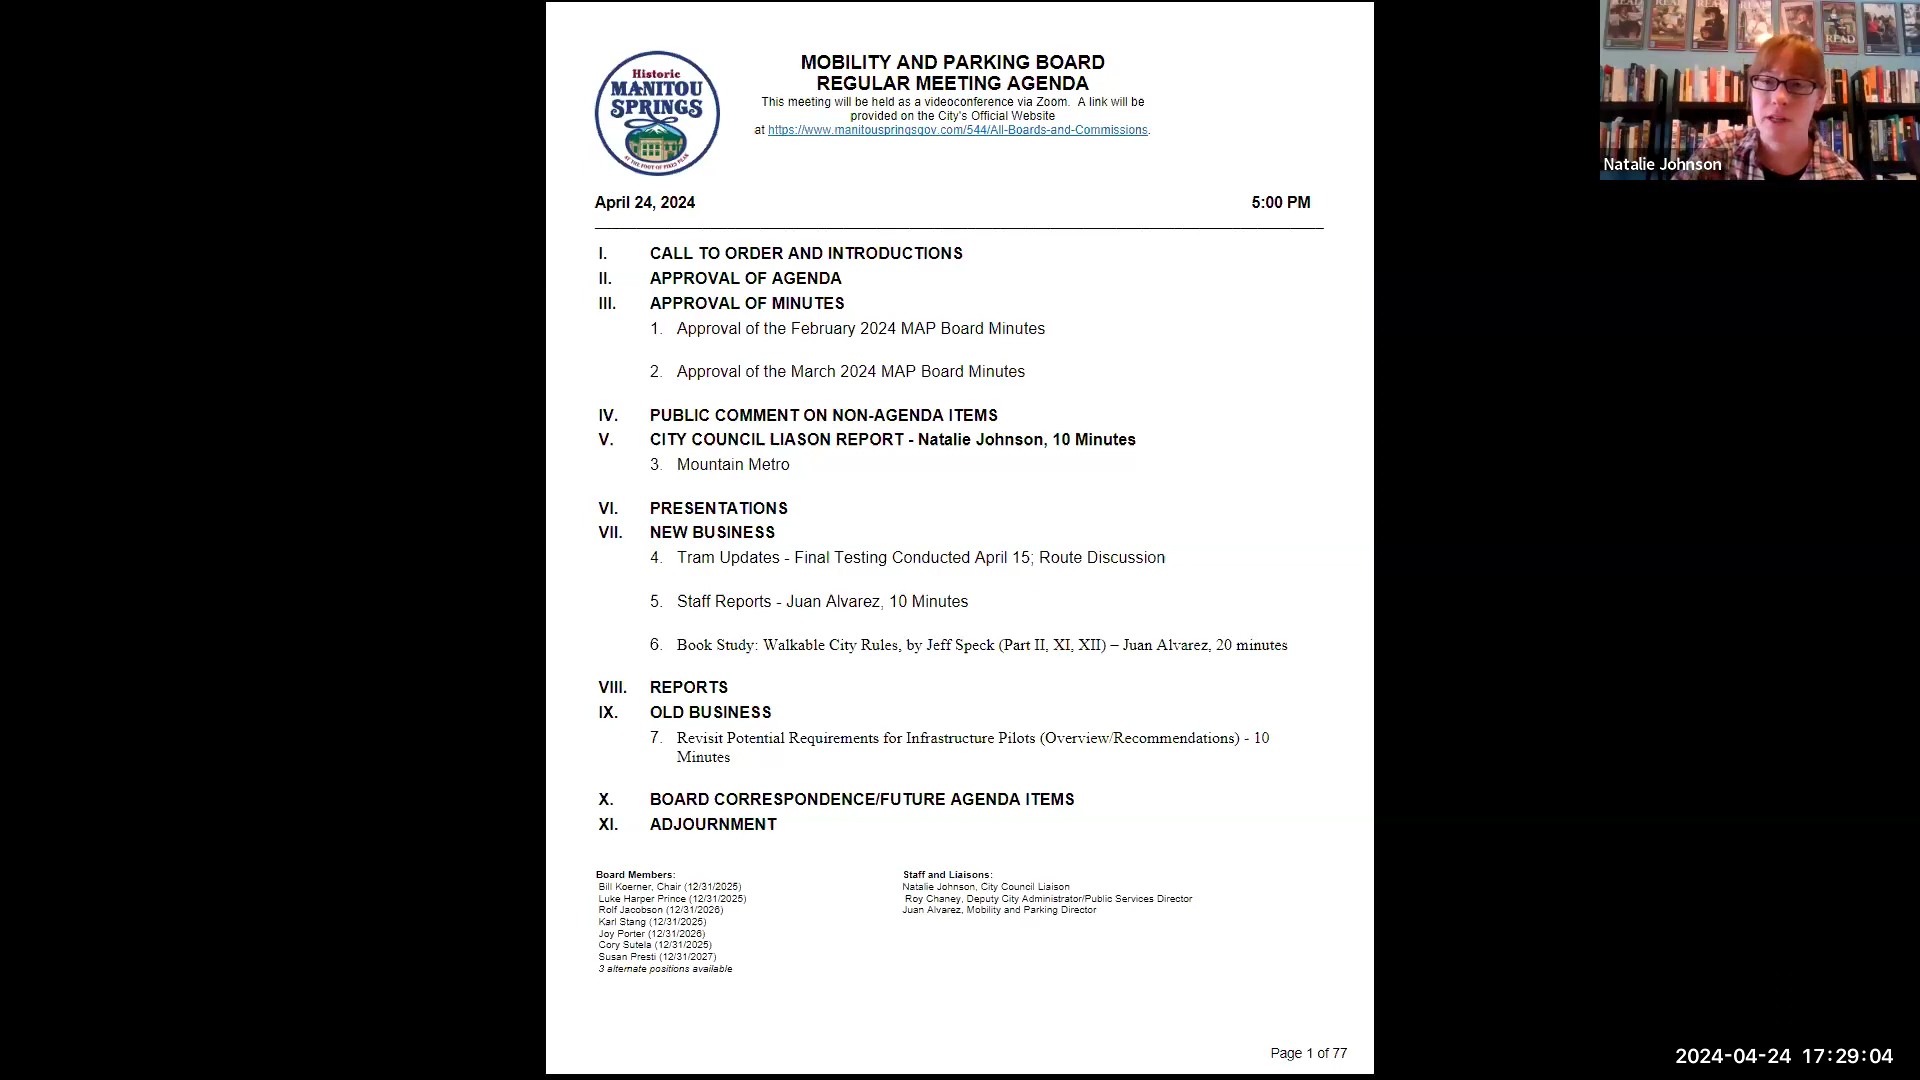 Historic
MANITOU
SPRINGS
AT THE FOOT OF PIKES PEAK
MOBILITY AND PARKING BOARD
REGULAR MEETING AGENDA
This meeting will be held as a videoconference via Zoom. A link will be
provided on the City's Official Website
at https://www.manitouspringsgov.com/544/All-Boards-and-Commissions.
April 24, 2024 5:00 PM
I. CALL TO ORDER AND INTRODUCTIONS
II. APPROVAL OF AGENDA
III. APPROVAL OF MINUTES
1. Approval of the February 2024 MAP Board Minutes
2. Approval of the March 2024 MAP Board Minutes
IV. PUBLIC COMMENT ON NON-AGENDA ITEMS
V. CITY COUNCIL LIASON REPORT - Natalie Johnson, 10 Minutes
3. Mountain Metro
VI. PRESENTATIONS
VII. NEW BUSINESS
4. Tram Updates - Final Testing Conducted April 15; Route Discussion
5. Staff Reports - Juan Alvarez, 10 Minutes
6. Book Study: Walkable City Rules, by Jeff Speck (Part II, XI, XII) – Juan Alvarez, 20 minutes
VIII. REPORTS
IX. OLD BUSINESS
7. Revisit Potential Requirements for Infrastructure Pilots (Overview/Recommendations) - 10
Minutes
X. BOARD CORRESPONDENCE/FUTURE AGENDA ITEMS
XI. ADJOURNMENT
Board Members:
Bill Koerner, Chair (12/31/2025)
Luke Harper Prince (12/31/2025)
Rolf Jacobson (12/31/2026)
Karl Stang (12/31/2025)
Joy Porter (12/31/2026)
Cory Sutela (12/31/2025)
Susan Presti (12/31/2027)
3 alternate positions available
Staff and Liaisons:
Natalie Johnson, City Council Liaison
Roy Chaney, Deputy City Administrator/Public Services Director
Juan Alvarez, Mobility and Parking Director
Page 1 of 77
READ
Natalie Johnson
2024-04-24 17:29:04